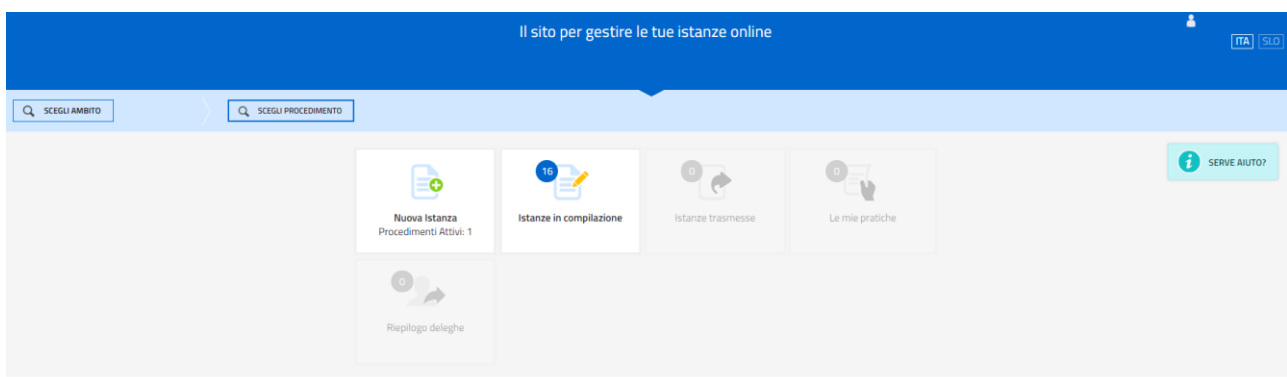 Il sito per gestire le tue istanze online
ITA SLO
SCEGLI AMBITO
SCEGLI PROCEDIMENTO
SERVE AIUTO?
Nuova Istanza
Procedimenti Attivi: 1
16
Istanze in compilazione
0
Istanze trasmesse
0
Le mie pratiche
0
Riepilogo deleghe